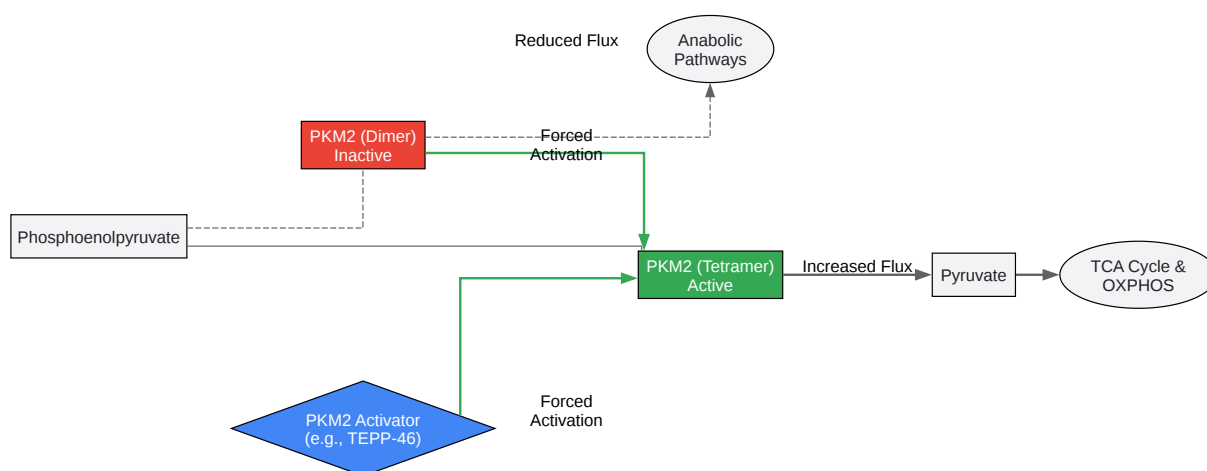 Reduced Flux
Anabolic
Pathways
PKM2 (Dimer)
Inactive
Forced
Activation
Phosphoenolpyruvate
PKM2 (Tetramer)
Active
Increased Flux
Pyruvate
TCA Cycle &
OXPHOS
PKM2 Activator
(e.g., TEPP-46)
Forced
Activation